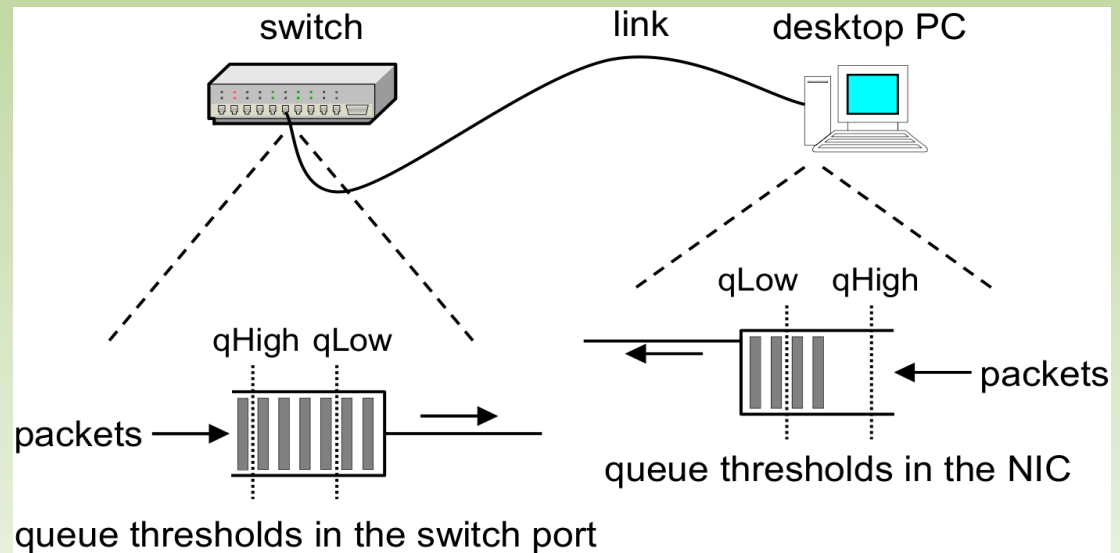 switch
link
desktop PC
qLow qHigh
qHigh qLow
packets
packets
queue thresholds in the NIC
queue thresholds in the switch port